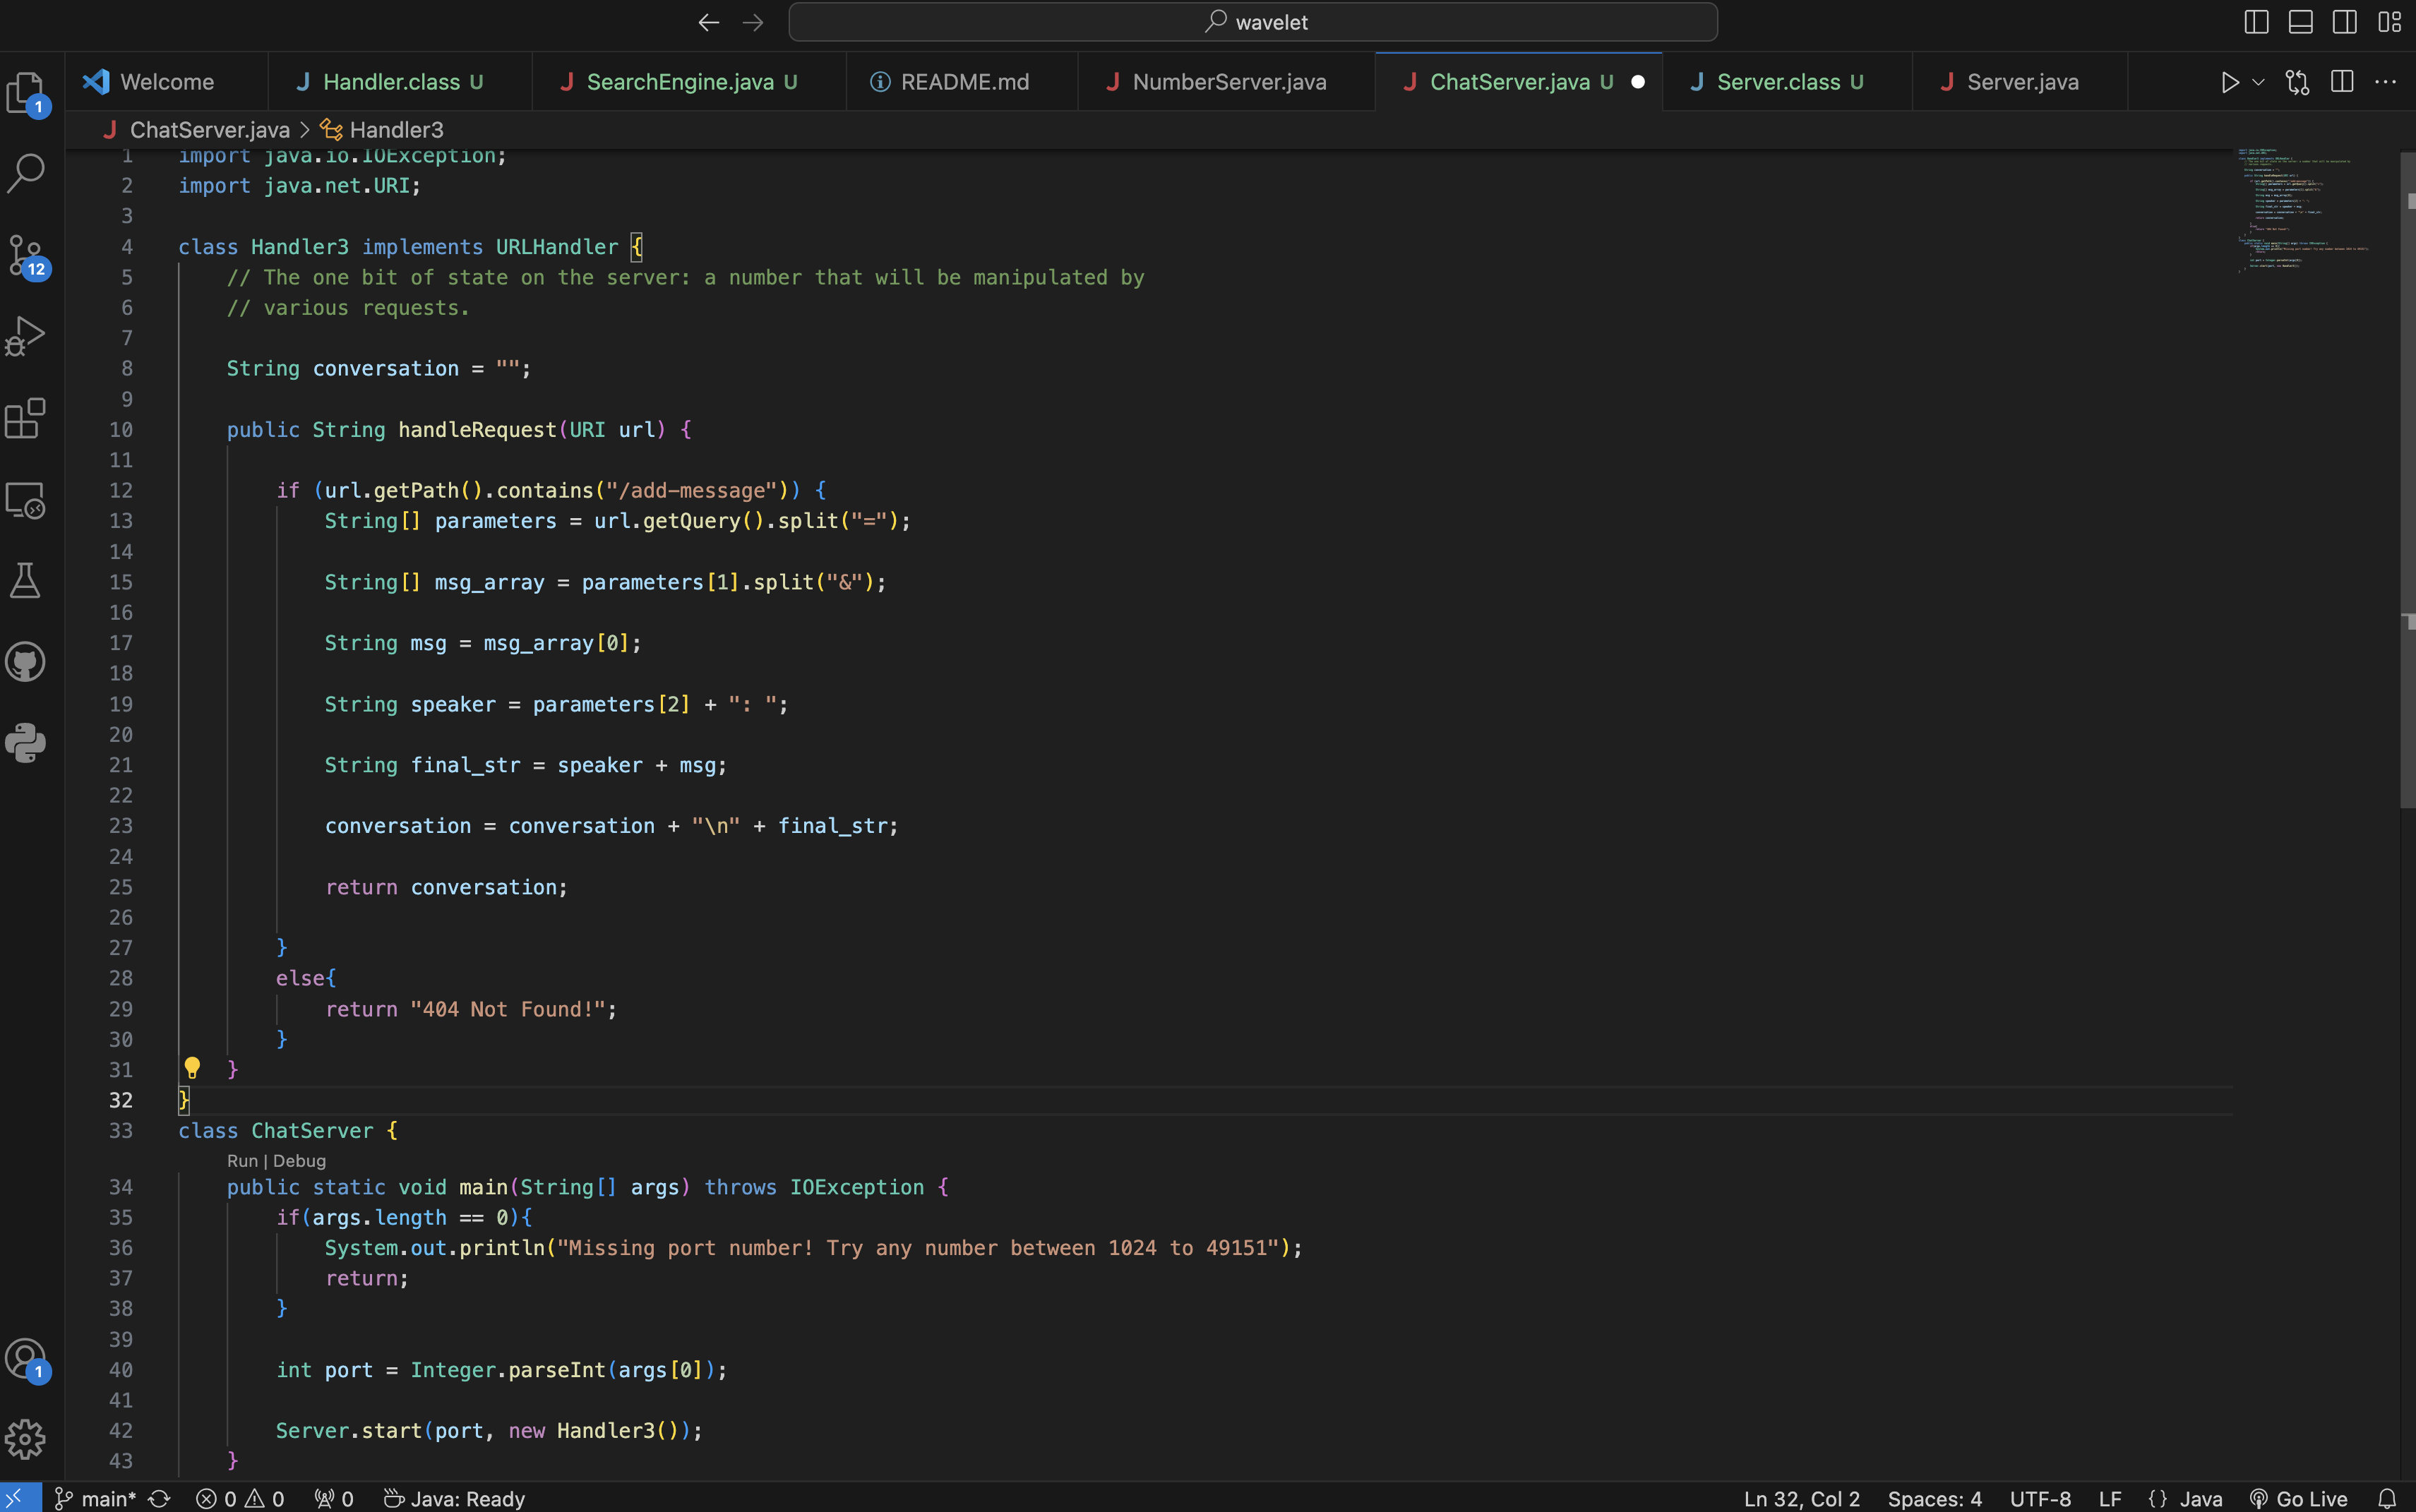 wavelet
Welcome
Handler.class U
SearchEngine.java U
README.md
NumberServer.java
ChatServer.java U
Server.class U
Server.java
ChatServer.java > Handler3
1 import java.io.IOException;
2 import java.net.URI;
3
4 class Handler3 implements URLHandler {
5 // The one bit of state on the server: a number that will be manipulated by
6 // various requests.
7
8 String conversation = "";
9
10 public String handleRequest(URI url) {
11
12 if (url.getPath().contains("/add-message")) {
13 String[] parameters = url.getQuery().split("=");
14
15 String[] msg_array = parameters[1].split("&");
16
17 String msg = msg_array[0];
18
19 String speaker = parameters[2] + ": ";
20
21 String final_str = speaker + msg;
22
23 conversation = conversation + "\n" + final_str;
24
25 return conversation;
26
27 }
28 else{
29 return "404 Not Found!";
30 }
31 }
32 }
33 class ChatServer {
Run | Debug
34 public static void main(String[] args) throws IOException {
35 if(args.length == 0){
36 System.out.println("Missing port number! Try any number between 1024 to 49151");
37 return;
38 }
39
40 int port = Integer.parseInt(args[0]);
41
42 Server.start(port, new Handler3());
43 }
1
12
1
main* 0 0 0 Java: Ready
Ln 32, Col 2 Spaces: 4 UTF-8 LF {} Java Go Live